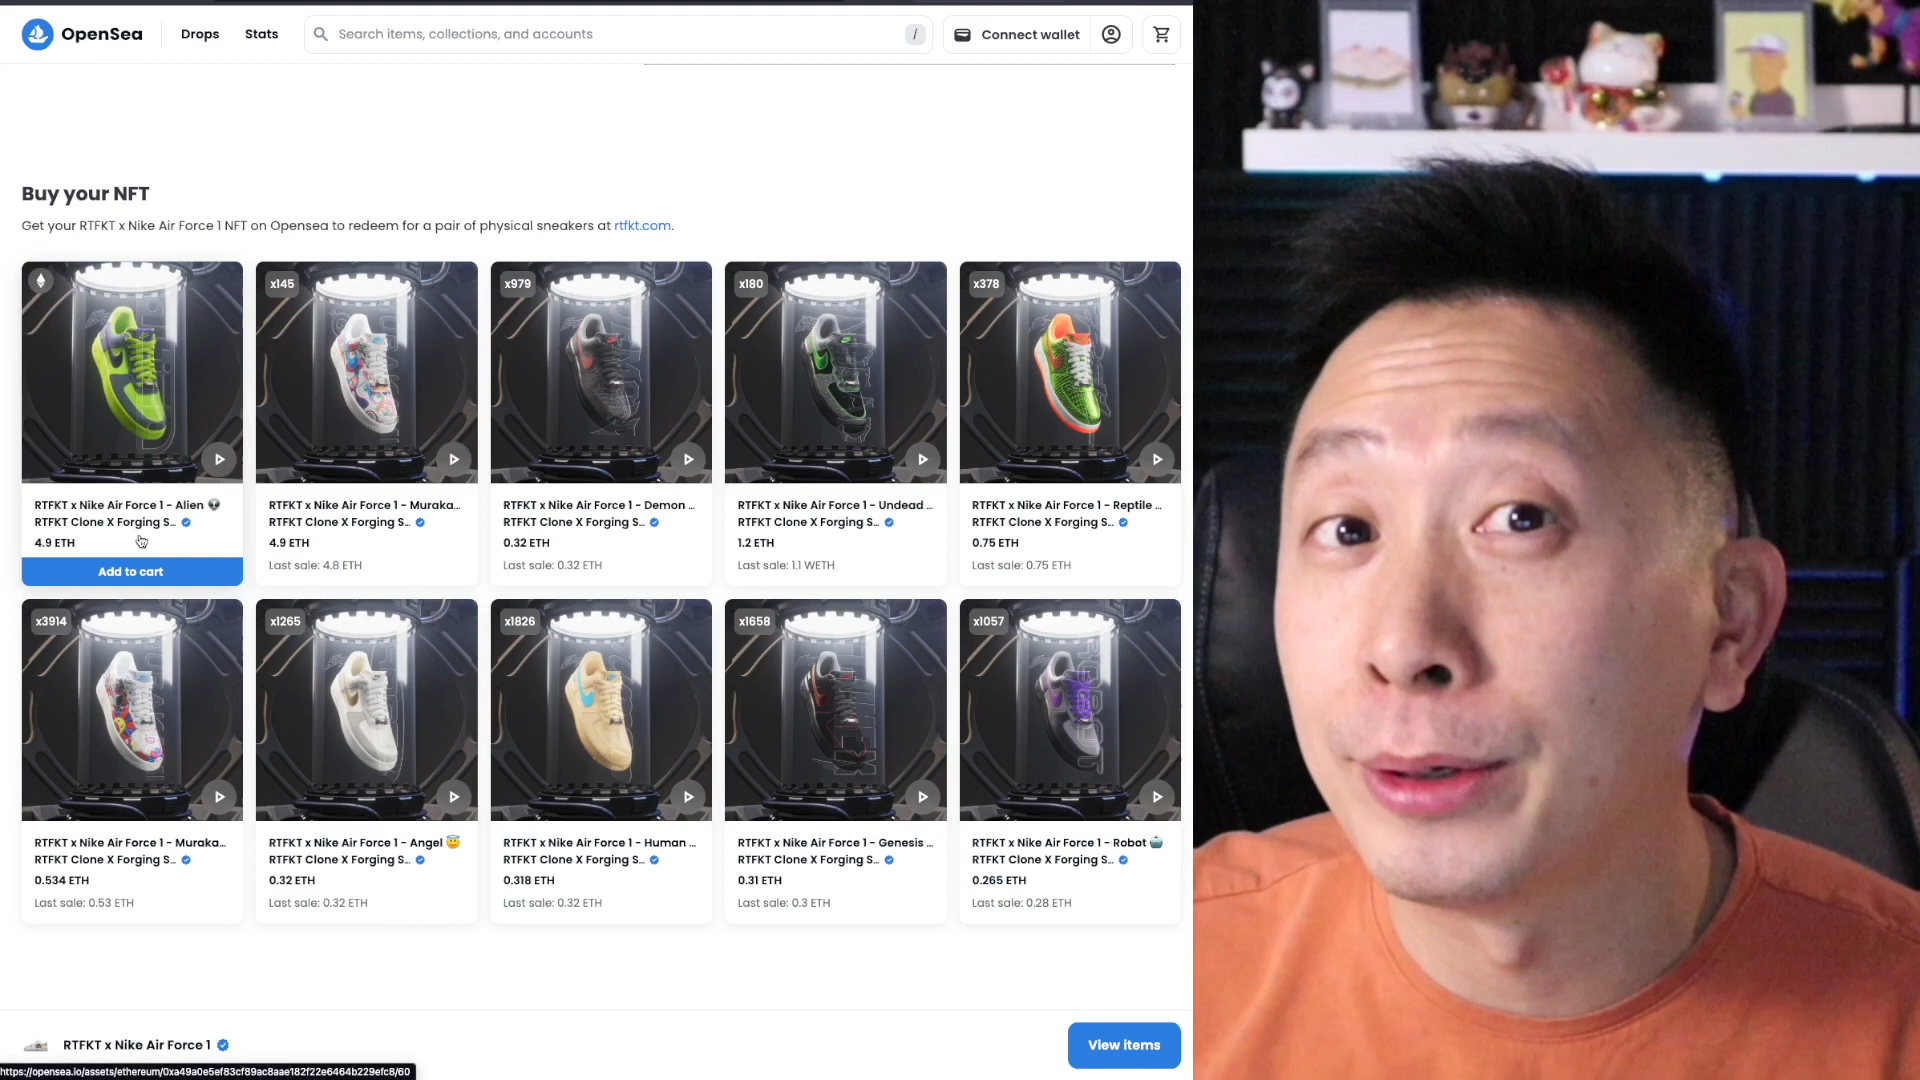 OpenSea
Drops
Stats
Search items, collections, and accounts
/
Connect wallet
Buy your NFT
Get your RTFKT x Nike Air Force 1 NFT on Opensea to redeem for a pair of physical sneakers at rtfkt.com.
x145
x979
x180
x378
RTFKT x Nike Air Force 1 - Alien 👽
RTFKT Clone X Forging S...
4.9 ETH
Add to cart
RTFKT x Nike Air Force 1 - Muraka...
RTFKT Clone X Forging S...
4.9 ETH
Last sale: 4.8 ETH
RTFKT x Nike Air Force 1 - Demon ...
RTFKT Clone X Forging S...
0.32 ETH
Last sale: 0.32 ETH
RTFKT x Nike Air Force 1 - Undead ...
RTFKT Clone X Forging S...
1.2 ETH
Last sale: 1.1 WETH
RTFKT x Nike Air Force 1 - Reptile ...
RTFKT Clone X Forging S...
0.75 ETH
Last sale: 0.75 ETH
x3914
x1265
x1826
x1658
x1057
RTFKT x Nike Air Force 1 - Muraka...
RTFKT Clone X Forging S...
0.534 ETH
Last sale: 0.53 ETH
RTFKT x Nike Air Force 1 - Angel 😇
RTFKT Clone X Forging S...
0.32 ETH
Last sale: 0.32 ETH
RTFKT x Nike Air Force 1 - Human ...
RTFKT Clone X Forging S...
0.318 ETH
Last sale: 0.32 ETH
RTFKT x Nike Air Force 1 - Genesis ...
RTFKT Clone X Forging S...
0.31 ETH
Last sale: 0.3 ETH
RTFKT x Nike Air Force 1 - Robot 🤖
RTFKT Clone X Forging S...
0.265 ETH
Last sale: 0.28 ETH
RTFKT x Nike Air Force 1
View items
https://opensea.io/assets/ethereum/0xa49a0e5ef83cf89ac8aae182f22e6464b229efc8/60